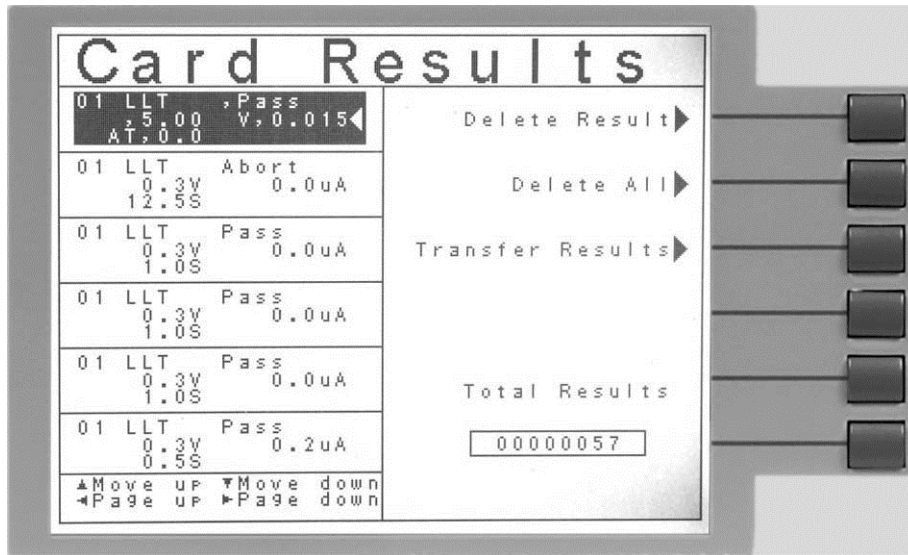 Card Results
01 LLT ,Pass
,5.00 V,0.015
AT,0.0
01 LLT Abort
0.3V 0.0uA
12.5S
01 LLT Pass
0.3V 0.0uA
1.0S
01 LLT Pass
0.3V 0.0uA
1.0S
01 LLT Pass
0.3V 0.0uA
1.0S
01 LLT Pass
0.3V 0.2uA
0.5S
▲Move up ▼Move down
◀Page up ▶Page down
Delete Result▶
Delete All▶
Transfer Results▶
Total Results
00000057